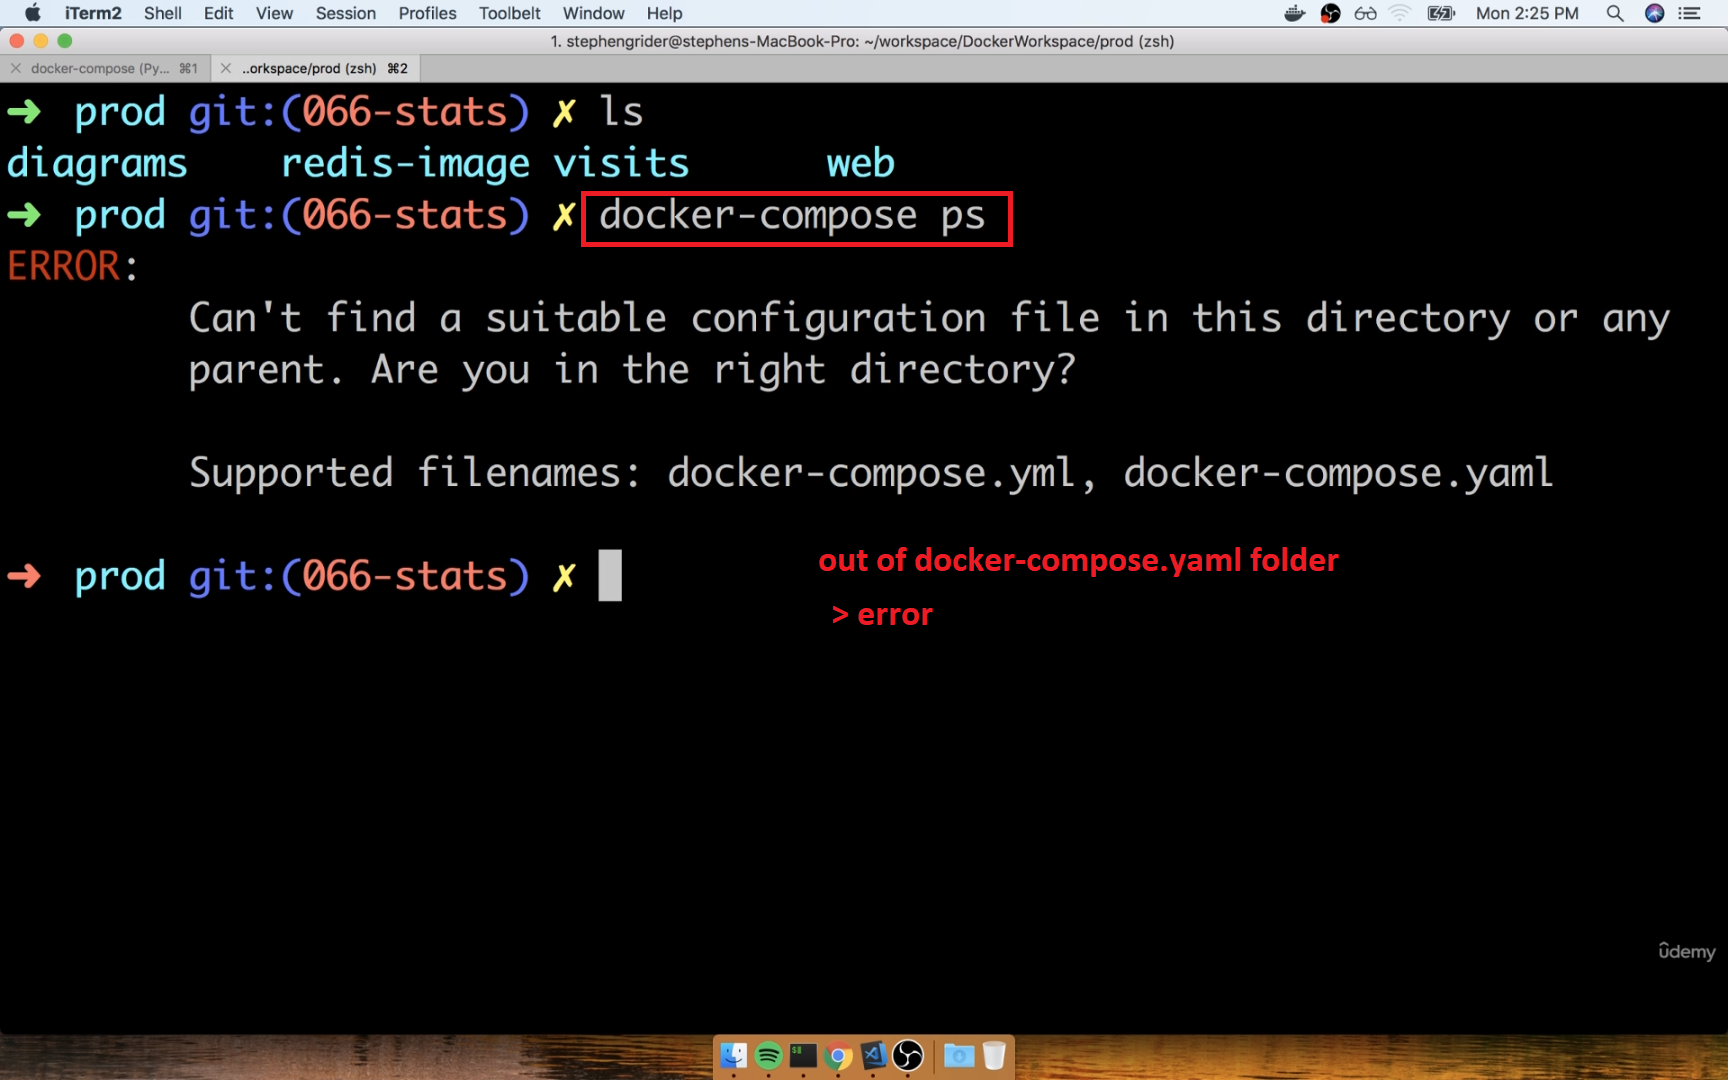 iTerm2 Shell Edit View Session Profiles Toolbelt Window Help Mon 2:25 PM
1. stephengrider@stephens-MacBook-Pro: ~/workspace/DockerWorkspace/prod (zsh)
docker-compose (Py... ⌘1 ..orkspace/prod (zsh) ⌘2
➜ prod git:(066-stats) ✗ ls
diagrams redis-image visits web
➜ prod git:(066-stats) ✗ docker-compose ps
ERROR:
Can't find a suitable configuration file in this directory or any
parent. Are you in the right directory?
Supported filenames: docker-compose.yml, docker-compose.yaml
➜ prod git:(066-stats) ✗
out of docker-compose.yaml folder
> error
ûdemy